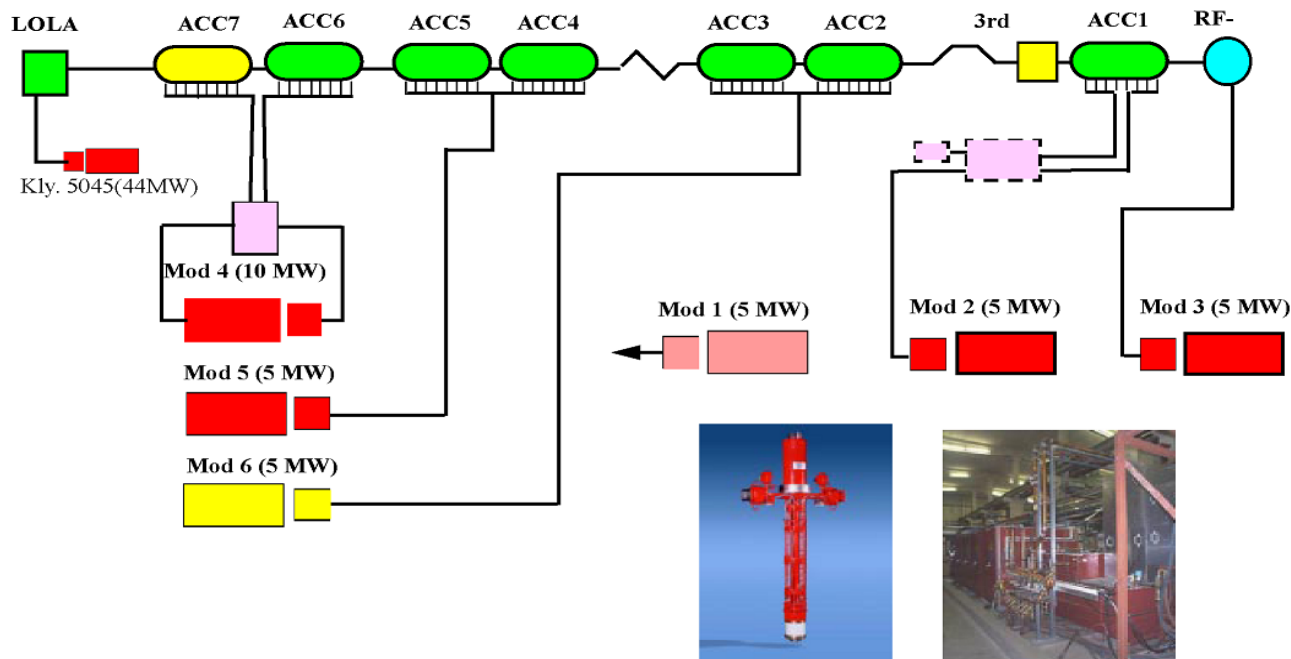 LOLA
ACC7
ACC6
ACC5
ACC4
ACC3
ACC2
3rd
ACC1
RF-
Kly. 5045(44MW)
Mod 4 (10 MW)
Mod 1 (5 MW)
Mod 2 (5 MW)
Mod 3 (5 MW)
Mod 5 (5 MW)
Mod 6 (5 MW)